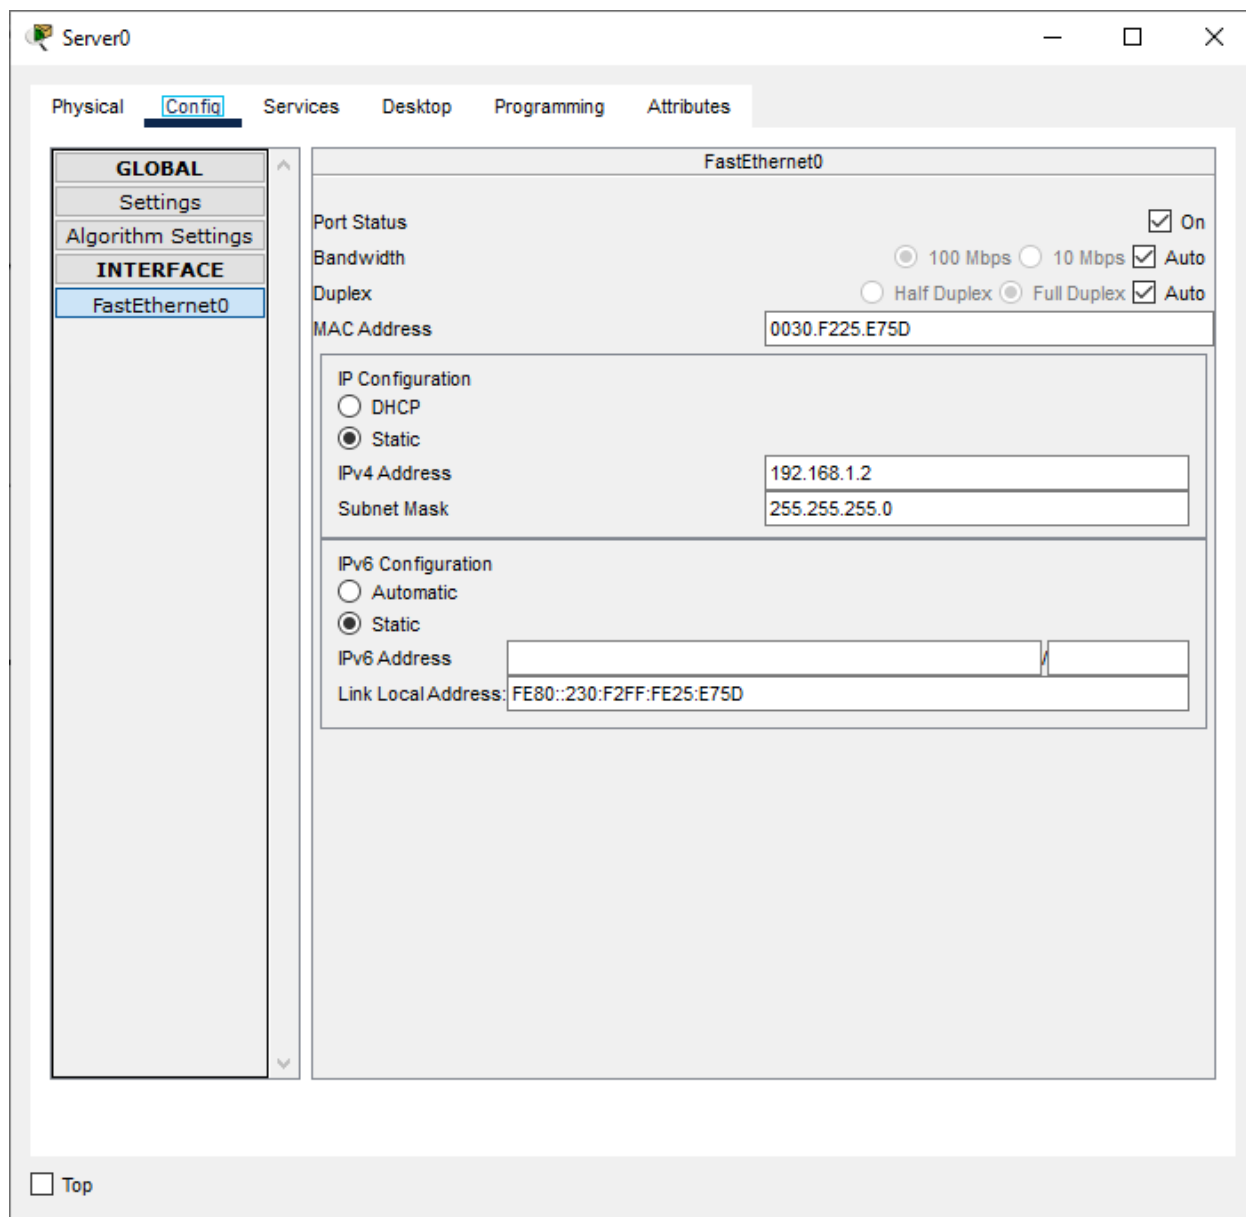 Server0
Physical Config Services Desktop Programming Attributes
GLOBAL
Settings
Algorithm Settings
INTERFACE
FastEthernet0
FastEthernet0
Port Status On
Bandwidth 100 Mbps 10 Mbps Auto
Duplex Half Duplex Full Duplex Auto
MAC Address 0030.F225.E75D
IP Configuration
DHCP
Static
IPv4 Address 192.168.1.2
Subnet Mask 255.255.255.0
IPv6 Configuration
Automatic
Static
IPv6 Address /
Link Local Address: FE80::230:F2FF:FE25:E75D
Top